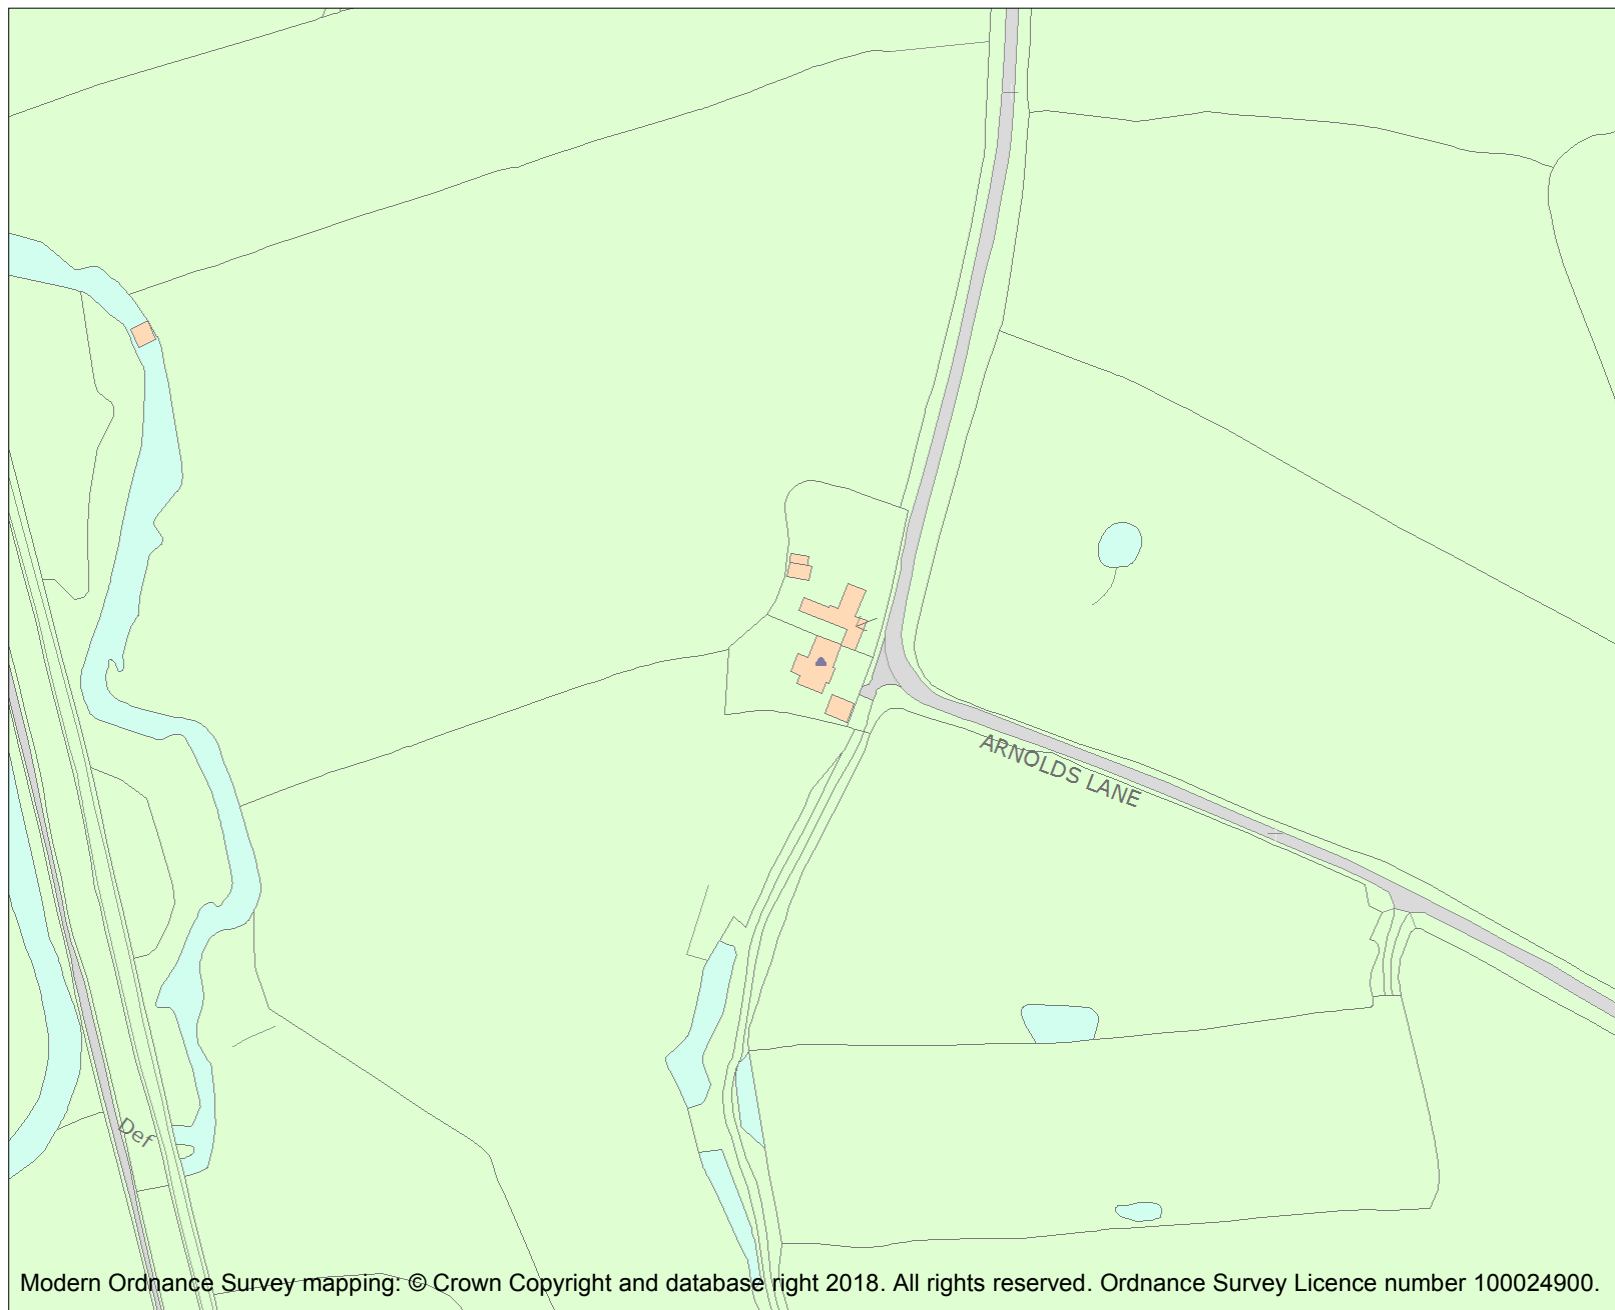 ARNOLDS LANE
Def
Modern Ordnance Survey mapping: © Crown Copyright and database right 2018. All rights reserved. Ordnance Survey Licence number 100024900.